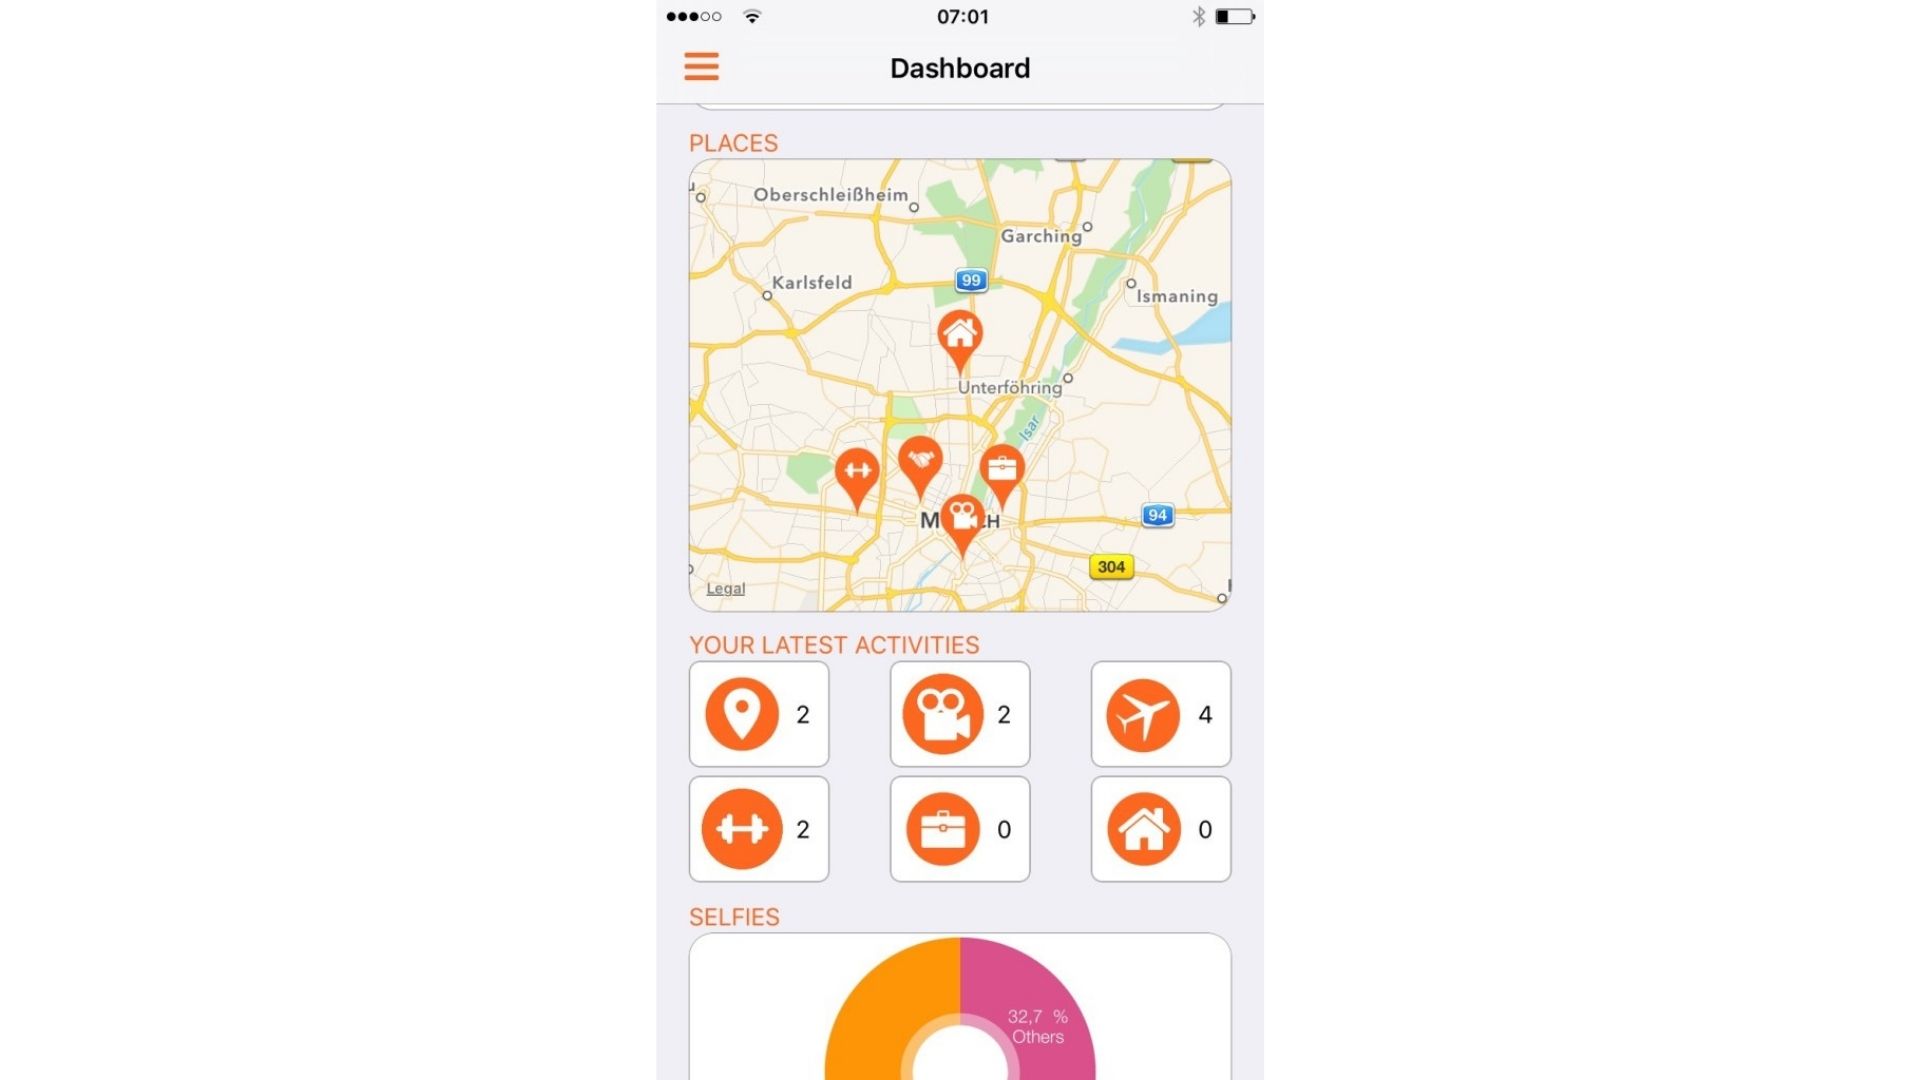 07:01
Dashboard
PLACES
Oberschleißheim
Garching
99
Karlsfeld
Ismaning
Unterföhring
Isar
94
304
Legal
YOUR LATEST ACTIVITIES
2
2
4
2
0
0
SELFIES
32,7 %
Others